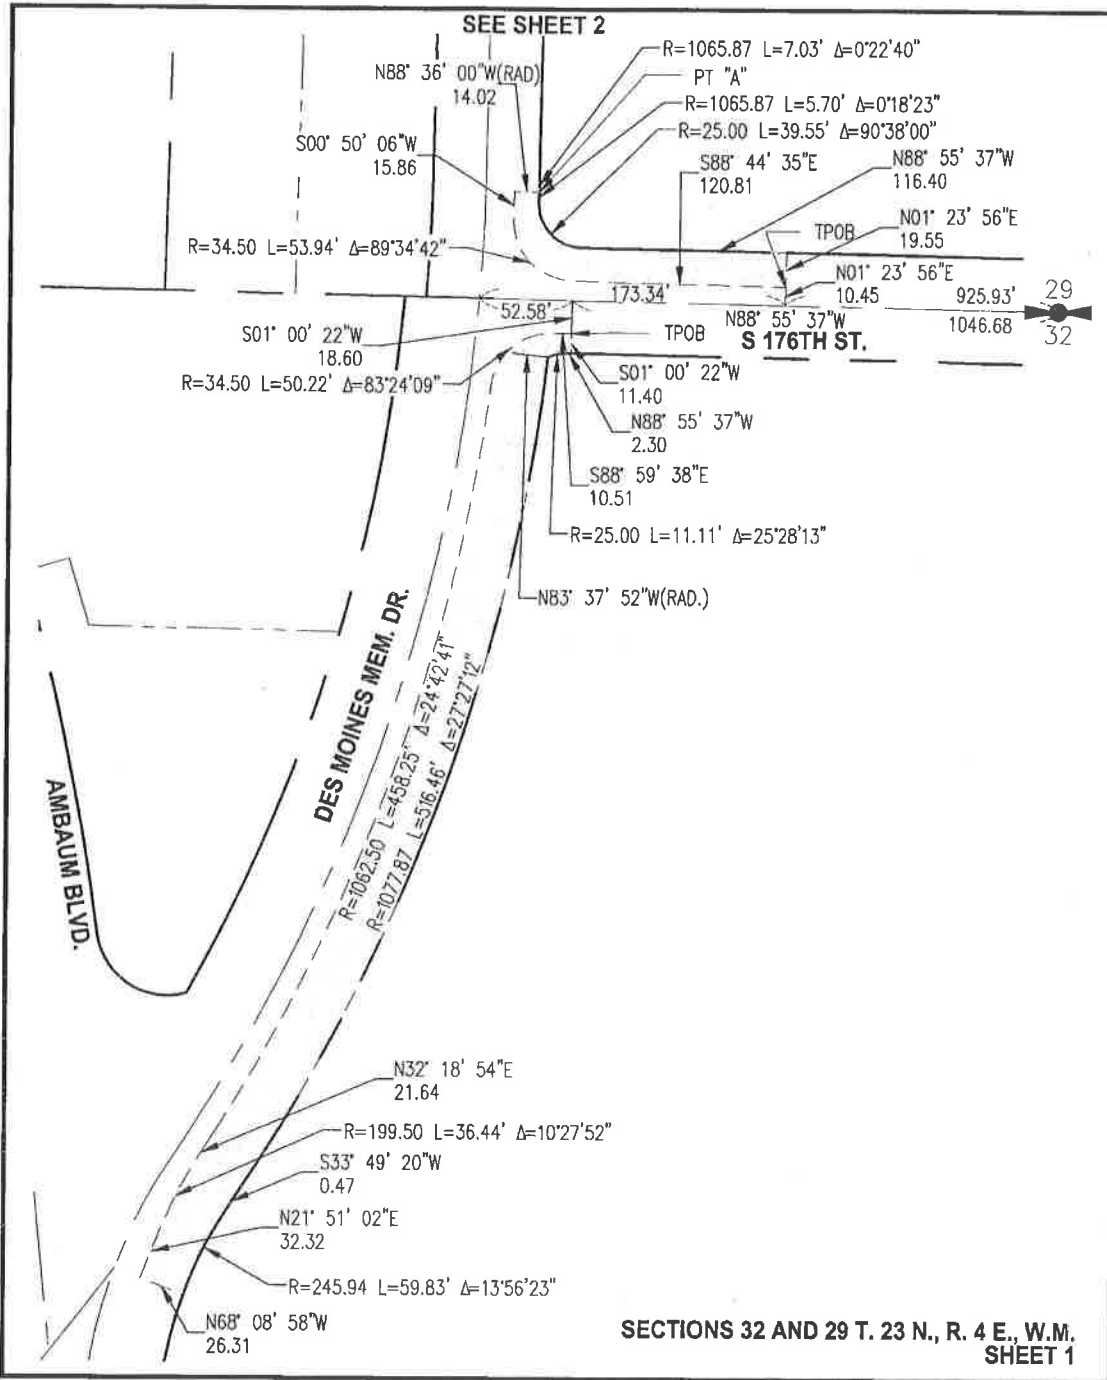 SEE SHEET 2
R=1065.87 L=7.03' Δ=0°22'40"
N88° 36' 00"W(RAD)
14.02
PT "A"
R=1065.87 L=5.70' Δ=0°18'23"
R=25.00 L=39.55' Δ=90°38'00"
S00° 50' 06"W
15.86
S88° 44' 35"E
120.81
N88° 55' 37"W
116.40
N01° 23' 56"E
19.55
TPOB
R=34.50 L=53.94' Δ=89°34'42"
N01° 23' 56"E
10.45
173.34'
925.93'
29
52.58'
N88° 55' 37"W
1046.68
32
S 176TH ST.
S01° 00' 22"W
18.60
TPOB
R=34.50 L=50.22' Δ=83°24'09"
S01° 00' 22"W
11.40
N88° 55' 37"W
2.30
S88° 59' 38"E
10.51
R=25.00 L=11.11' Δ=25°28'13"
N83° 37' 52"W(RAD.)
DES MOINES MEM. DR.
R=1062.50 L=458.25' Δ=24°42'41"
R=1077.87 L=516.46' Δ=27°27'12"
AMBAUM BLVD.
N32° 18' 54"E
21.64
R=199.50 L=36.44' Δ=10°27'52"
S33° 49' 20"W
0.47
N21° 51' 02"E
32.32
R=245.94 L=59.83' Δ=13°56'23"
N68° 08' 58"W
26.31
SECTIONS 32 AND 29 T. 23 N., R. 4 E., W.M.
SHEET 1